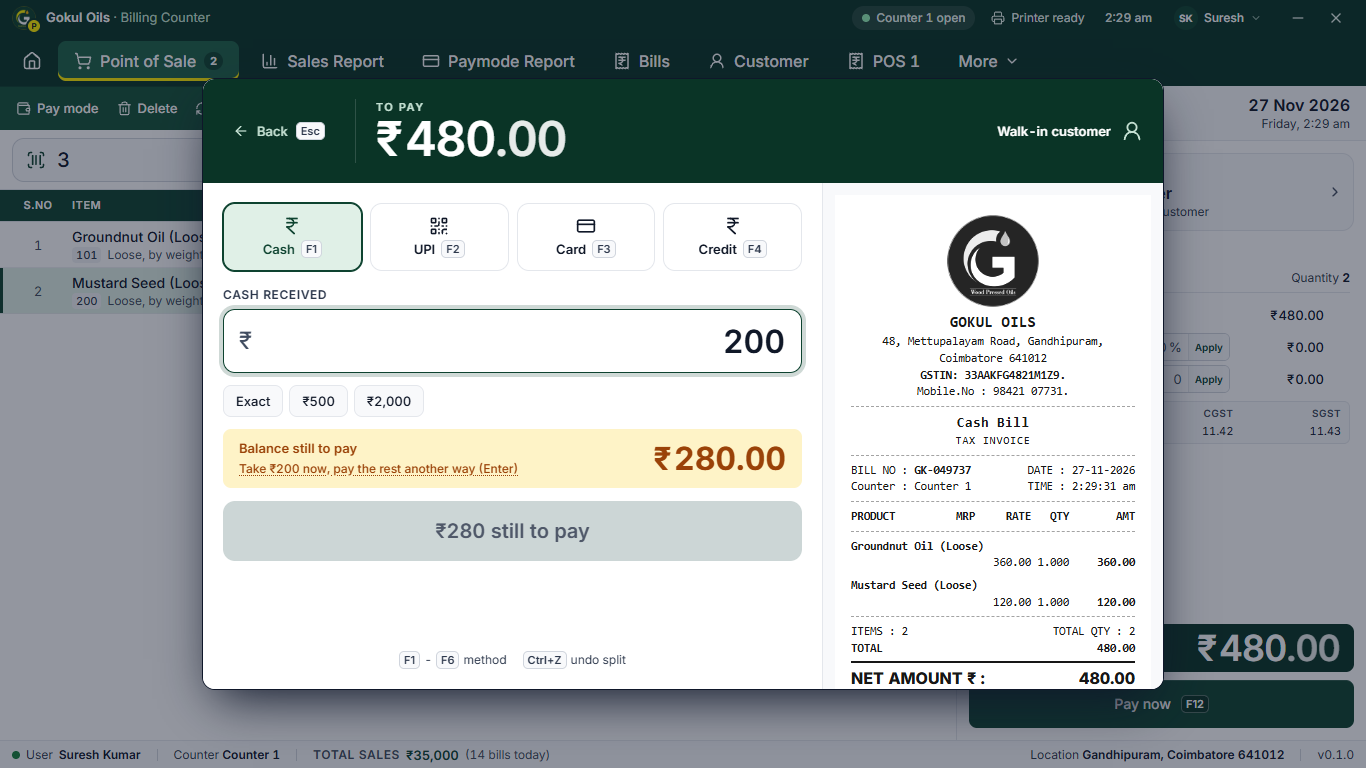 Gokul Oils · Billing Counter
Counter 1 open
Printer ready
2:29 am
SK Suresh
Point of Sale 2
Sales Report
Paymode Report
Bills
Customer
POS 1
More
Pay mode
Delete
27 Nov 2026
Friday, 2:29 am
3
S.NO ITEM
1 Groundnut Oil (Loos
101 Loose, by weight
2 Mustard Seed (Loos
200 Loose, by weight
Back Esc
TO PAY
₹480.00
Walk-in customer
Cash F1
UPI F2
Card F3
Credit F4
CASH RECEIVED
₹ 200
Exact
₹500
₹2,000
Balance still to pay
Take ₹200 now, pay the rest another way (Enter)
₹280.00
₹280 still to pay
F1 - F6 method Ctrl+Z undo split
G
Wood Pressed Oils
GOKUL OILS
48, Mettupalayam Road, Gandhipuram,
Coimbatore 641012
GSTIN: 33AAKFG4821M1Z9.
Mobile.No : 98421 07731.
Cash Bill
TAX INVOICE
BILL NO : GK-049737 DATE : 27-11-2026
Counter : Counter 1 TIME : 2:29:31 am
PRODUCT MRP RATE QTY AMT
Groundnut Oil (Loose)
360.00 1.000 360.00
Mustard Seed (Loose)
120.00 1.000 120.00
ITEMS : 2 TOTAL QTY : 2
TOTAL 480.00
NET AMOUNT ₹ : 480.00
Quantity 2
₹480.00
% Apply ₹0.00
0 Apply ₹0.00
CGST SGST
11.42 11.43
₹480.00
Pay now F12
User Suresh Kumar
Counter Counter 1
TOTAL SALES ₹35,000 (14 bills today)
Location Gandhipuram, Coimbatore 641012
v0.1.0